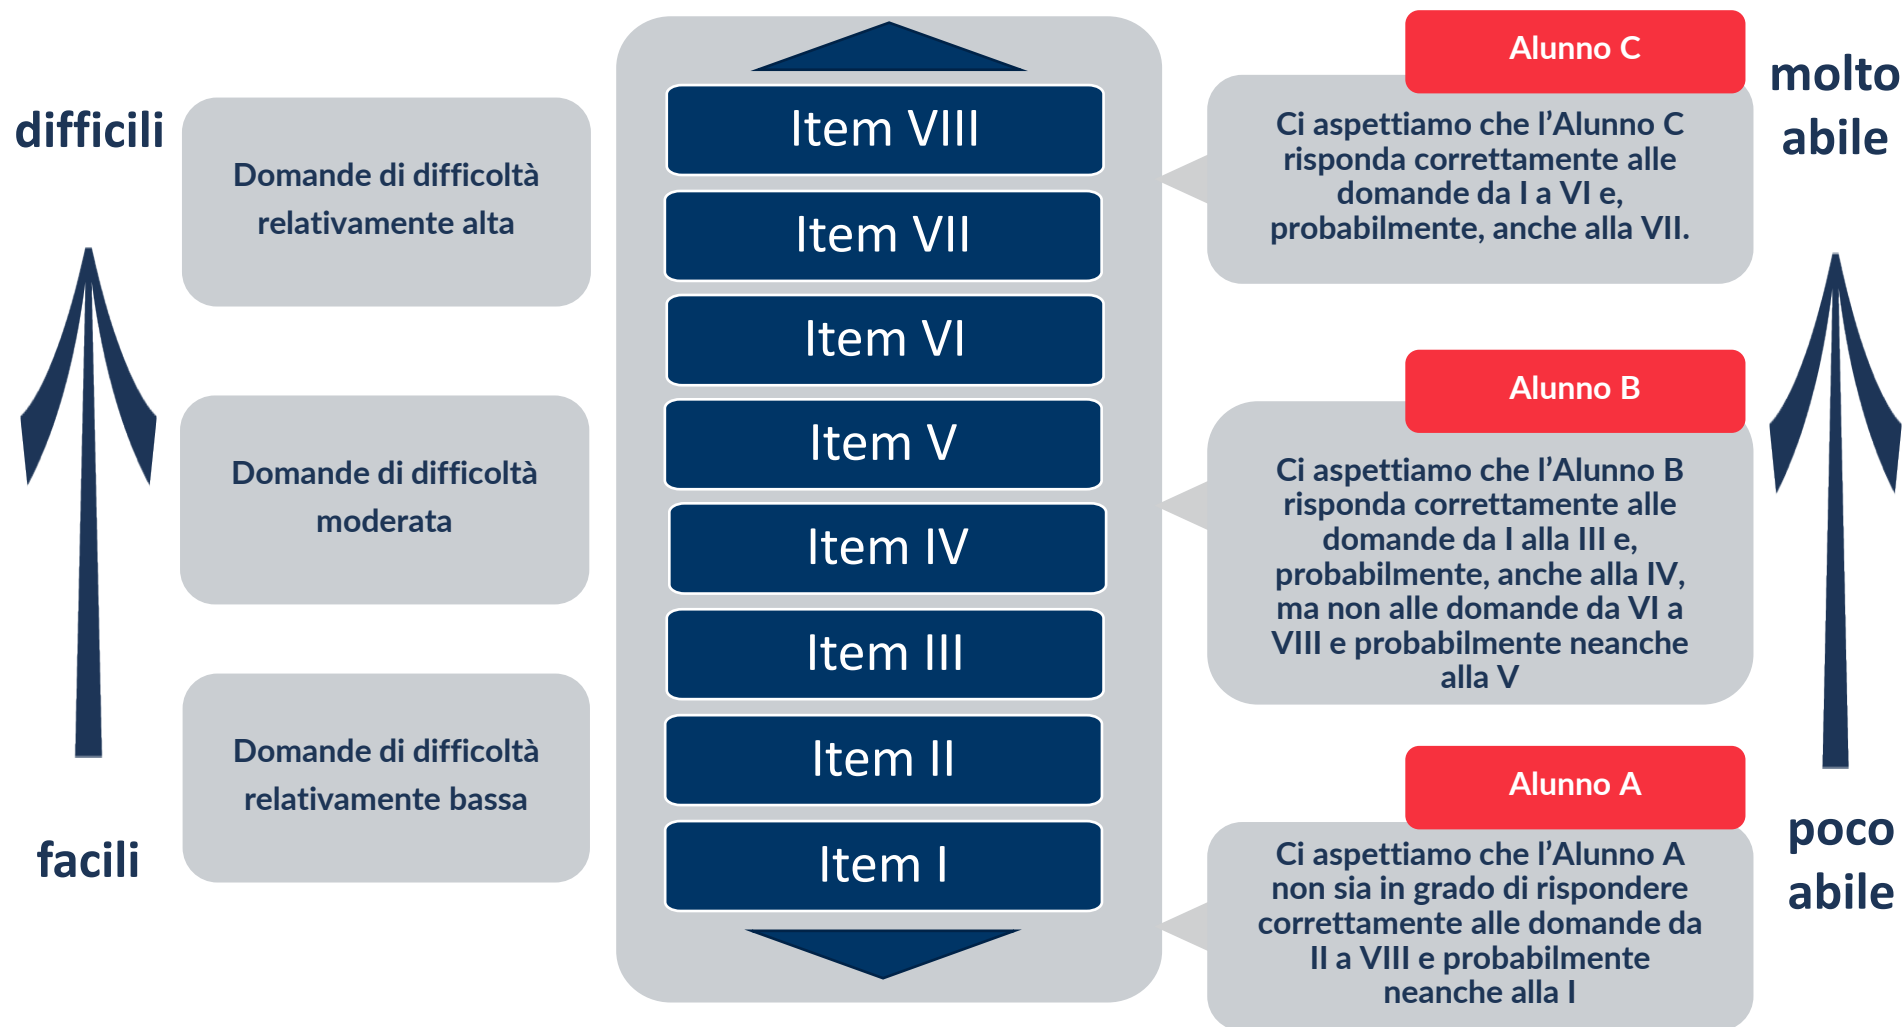 difficili
Domande di difficoltà
relativamente alta
Domande di difficoltà
moderata
Domande di difficoltà
relativamente bassa
facili
Item VIII
Item VII
Item VI
Item V
Item IV
Item III
Item II
Item I
Alunno C
Ci aspettiamo che l’Alunno C
risponda correttamente alle
domande da I a VI e,
probabilmente, anche alla VII.
Alunno B
Ci aspettiamo che l’Alunno B
risponda correttamente alle
domande da I alla III e,
probabilmente, anche alla IV,
ma non alle domande da VI a
VIII e probabilmente neanche
alla V
Alunno A
Ci aspettiamo che l’Alunno A
non sia in grado di rispondere
correttamente alle domande da
II a VIII e probabilmente
neanche alla I
molto
abile
poco
abile